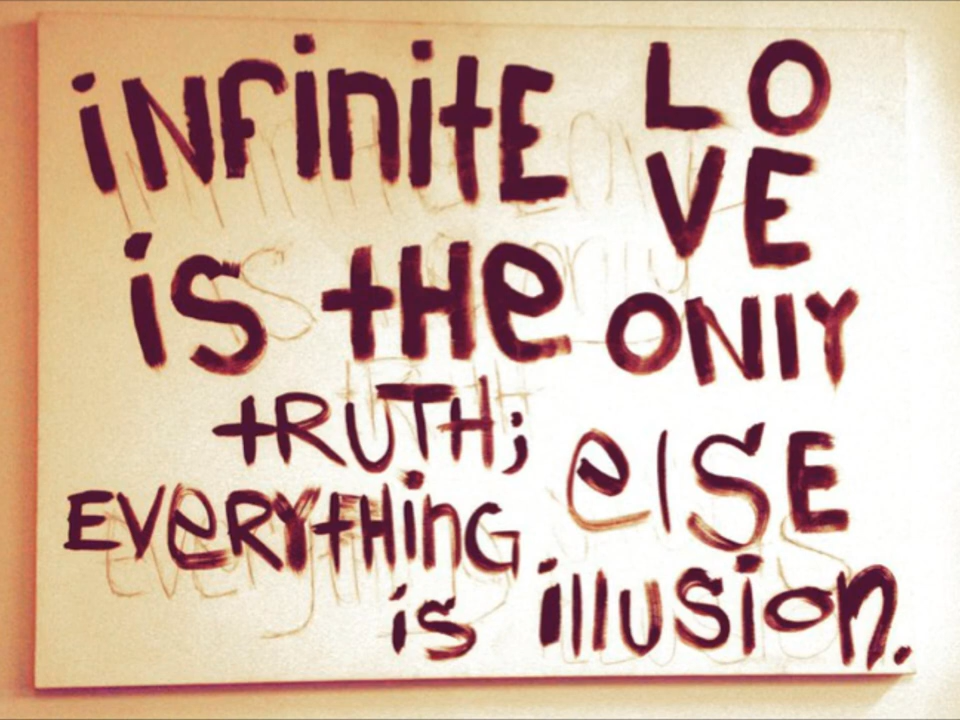 iNfiNitE LO
VE
iS tHe ONlY
tRUTH;
EVeRYtHinG elSE
is illusion.